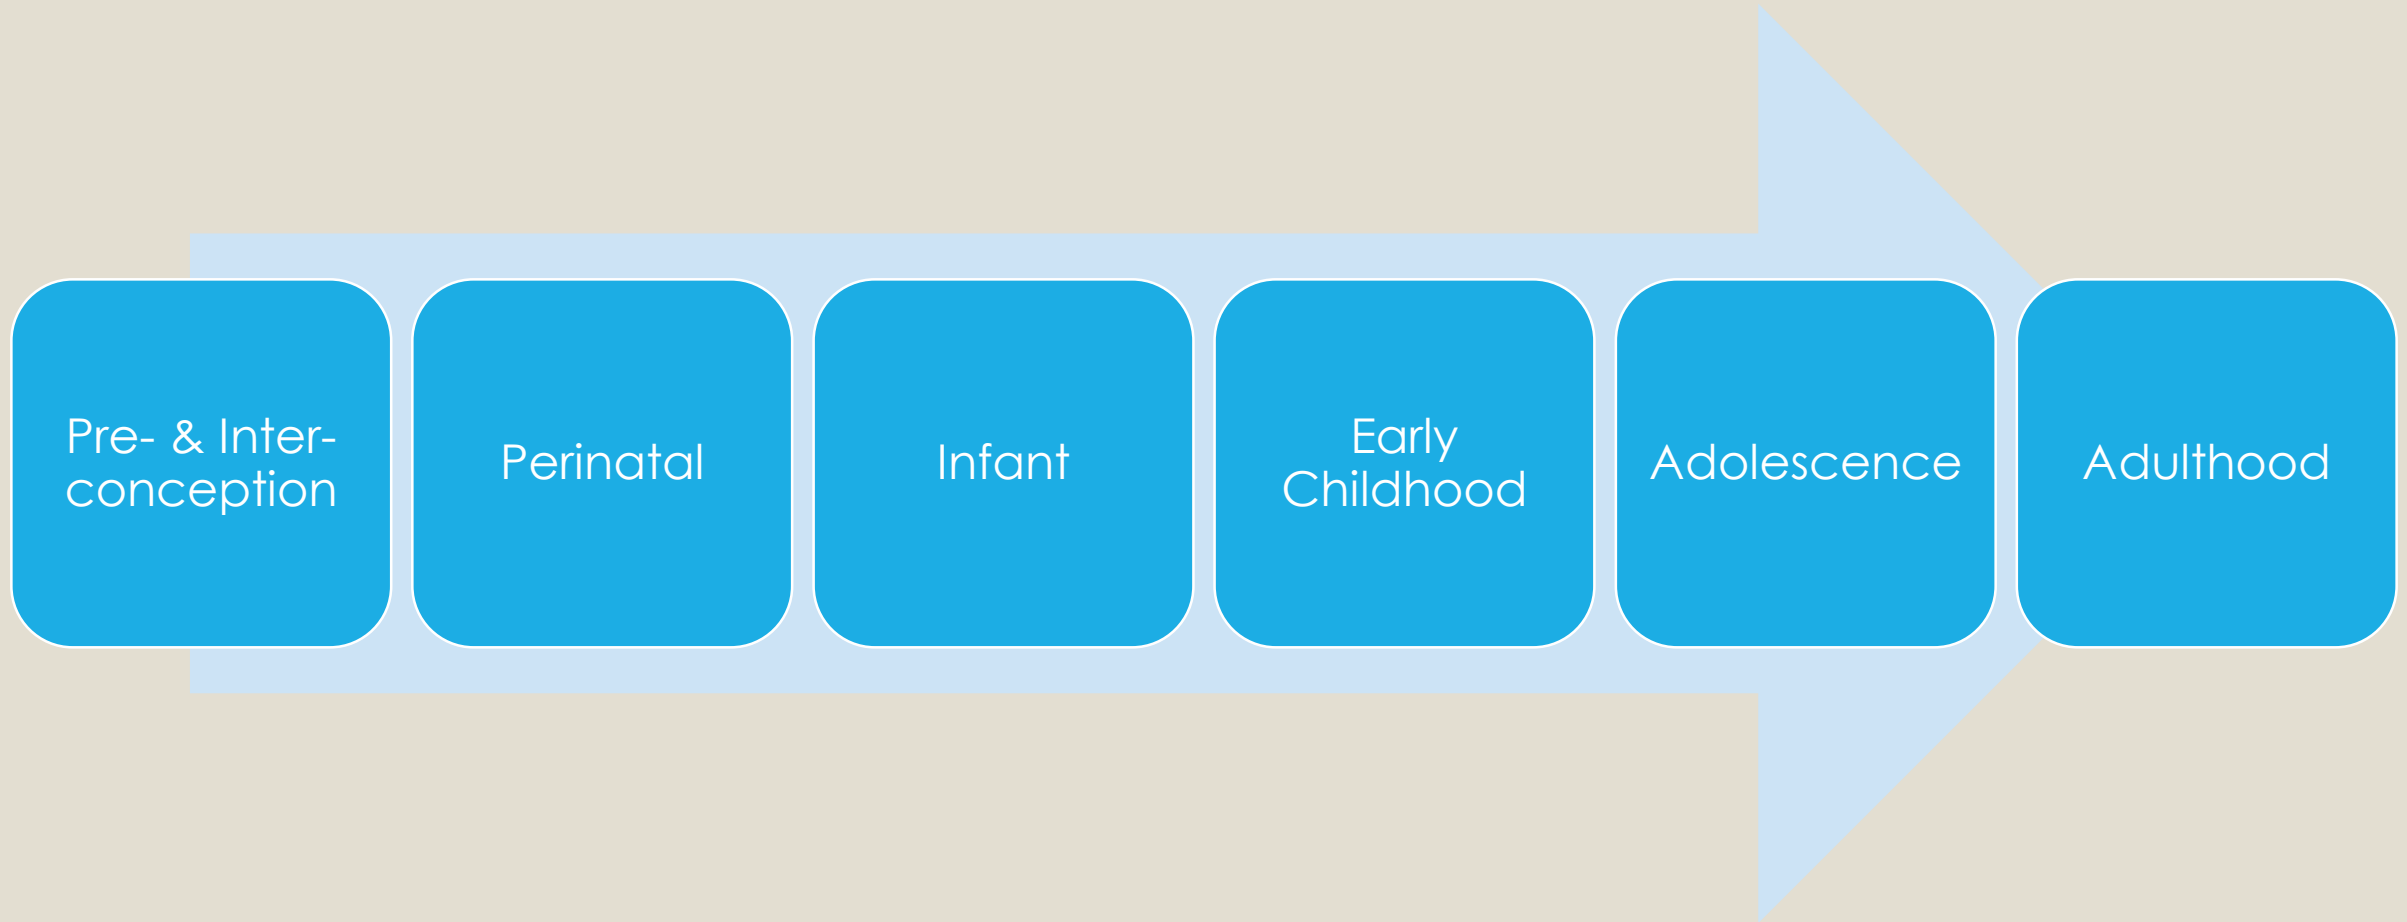 Pre- & Inter-
conception
Perinatal
Infant
Early
Childhood
Adolescence
Adulthood